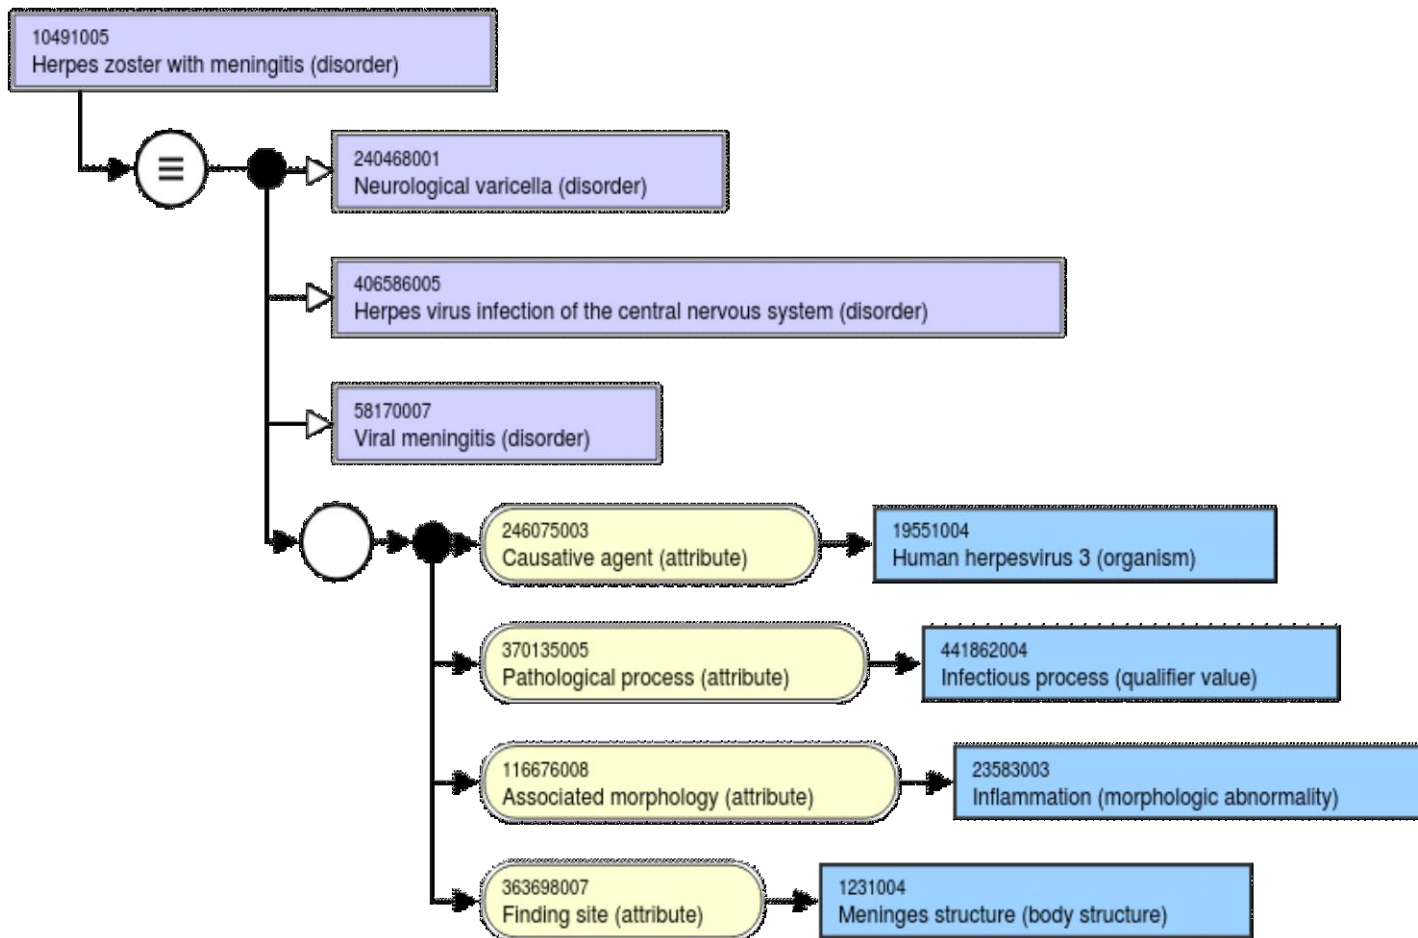 10491005
Herpes zoster with meningitis (disorder)
240468001
Neurological varicella (disorder)
406586005
Herpes virus infection of the central nervous system (disorder)
58170007
Viral meningitis (disorder)
246075003
Causative agent (attribute)
19551004
Human herpesvirus 3 (organism)
370135005
Pathological process (attribute)
441862004
Infectious process (qualifier value)
116676008
Associated morphology (attribute)
23583003
Inflammation (morphologic abnormality)
363698007
Finding site (attribute)
1231004
Meninges structure (body structure)